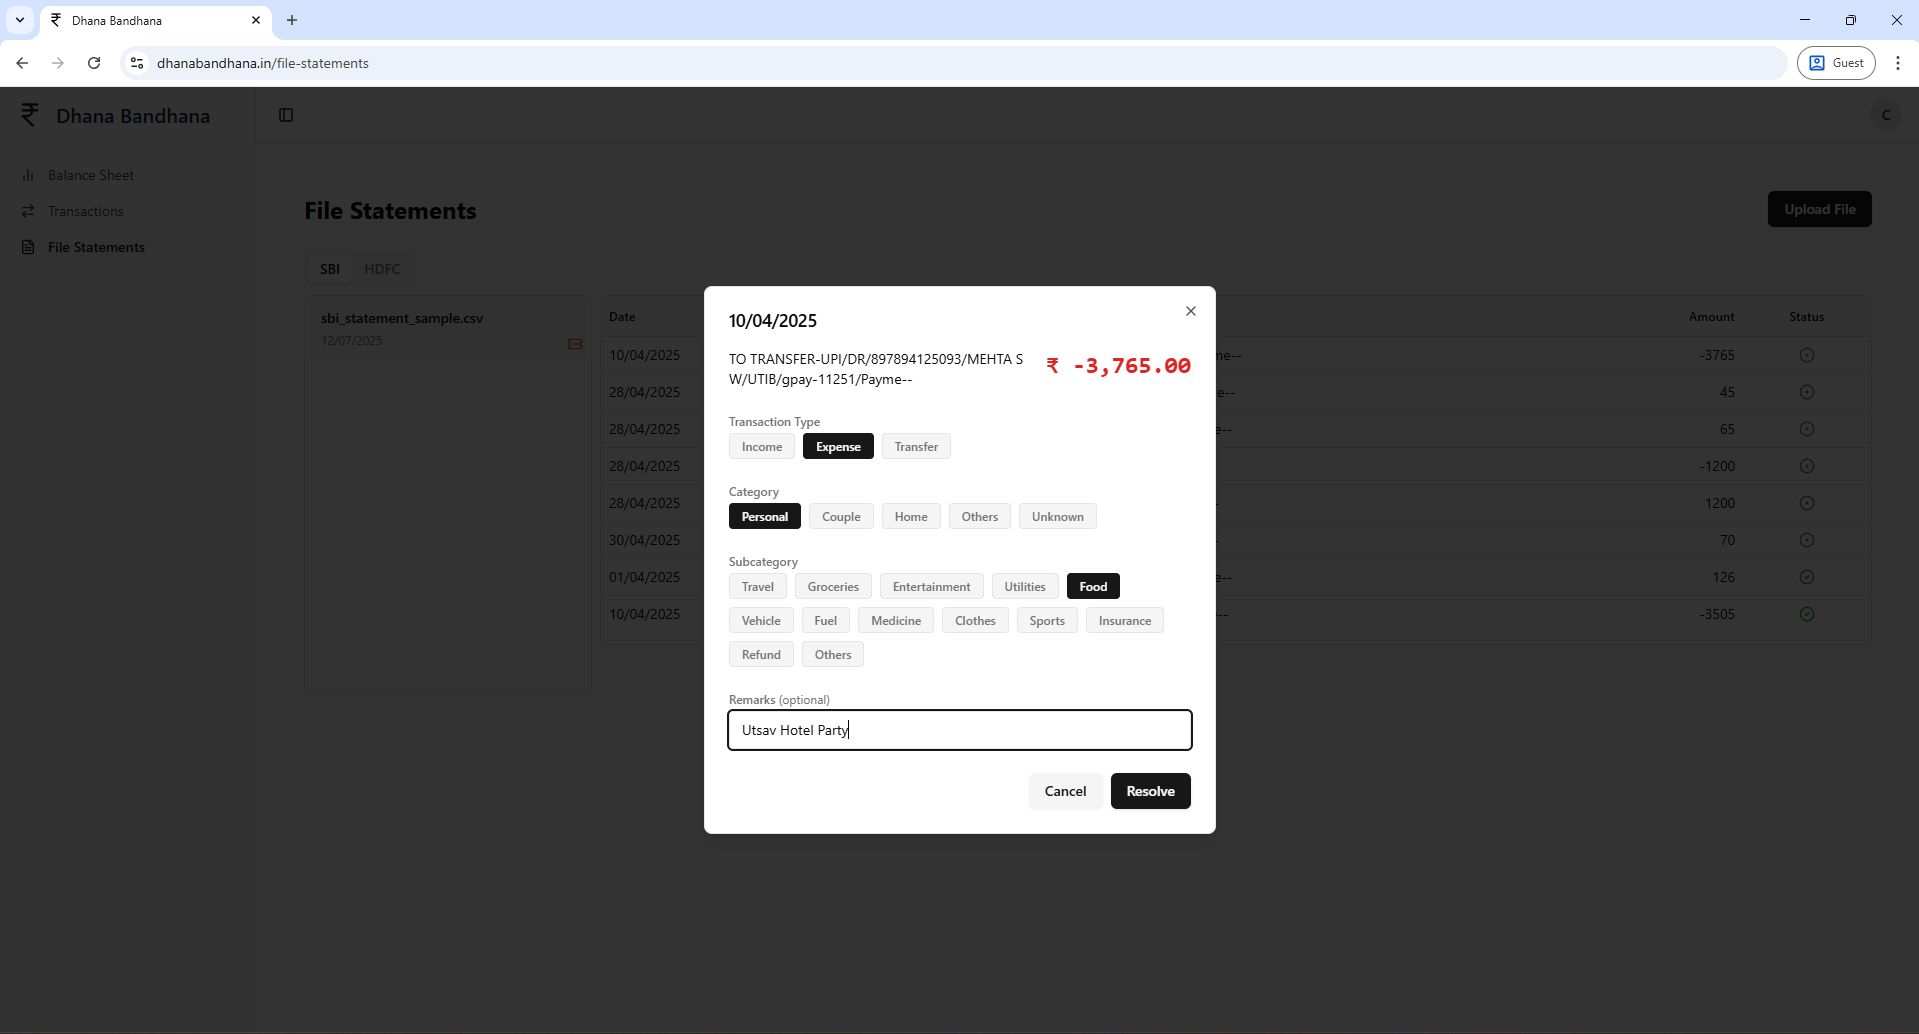 Dhana Bandhana
dhanabandhana.in/file-statements
Guest
Dhana Bandhana
C
Balance Sheet
Transactions
File Statements
File Statements
Upload File
SBI HDFC
sbi_statement_sample.csv
12/07/2025
Date Amount Status
10/04/2025 me-- -3765
28/04/2025 e-- 45
28/04/2025 e-- 65
28/04/2025 -1200
28/04/2025 - 1200
30/04/2025 - 70
01/04/2025 e-- 126
10/04/2025 -- -3505
10/04/2025
TO TRANSFER-UPI/DR/897894125093/MEHTA S
W/UTIB/gpay-11251/Payme--
₹ -3,765.00
Transaction Type
Income Expense Transfer
Category
Personal Couple Home Others Unknown
Subcategory
Travel Groceries Entertainment Utilities Food
Vehicle Fuel Medicine Clothes Sports Insurance
Refund Others
Remarks (optional)
Utsav Hotel Party
Cancel Resolve